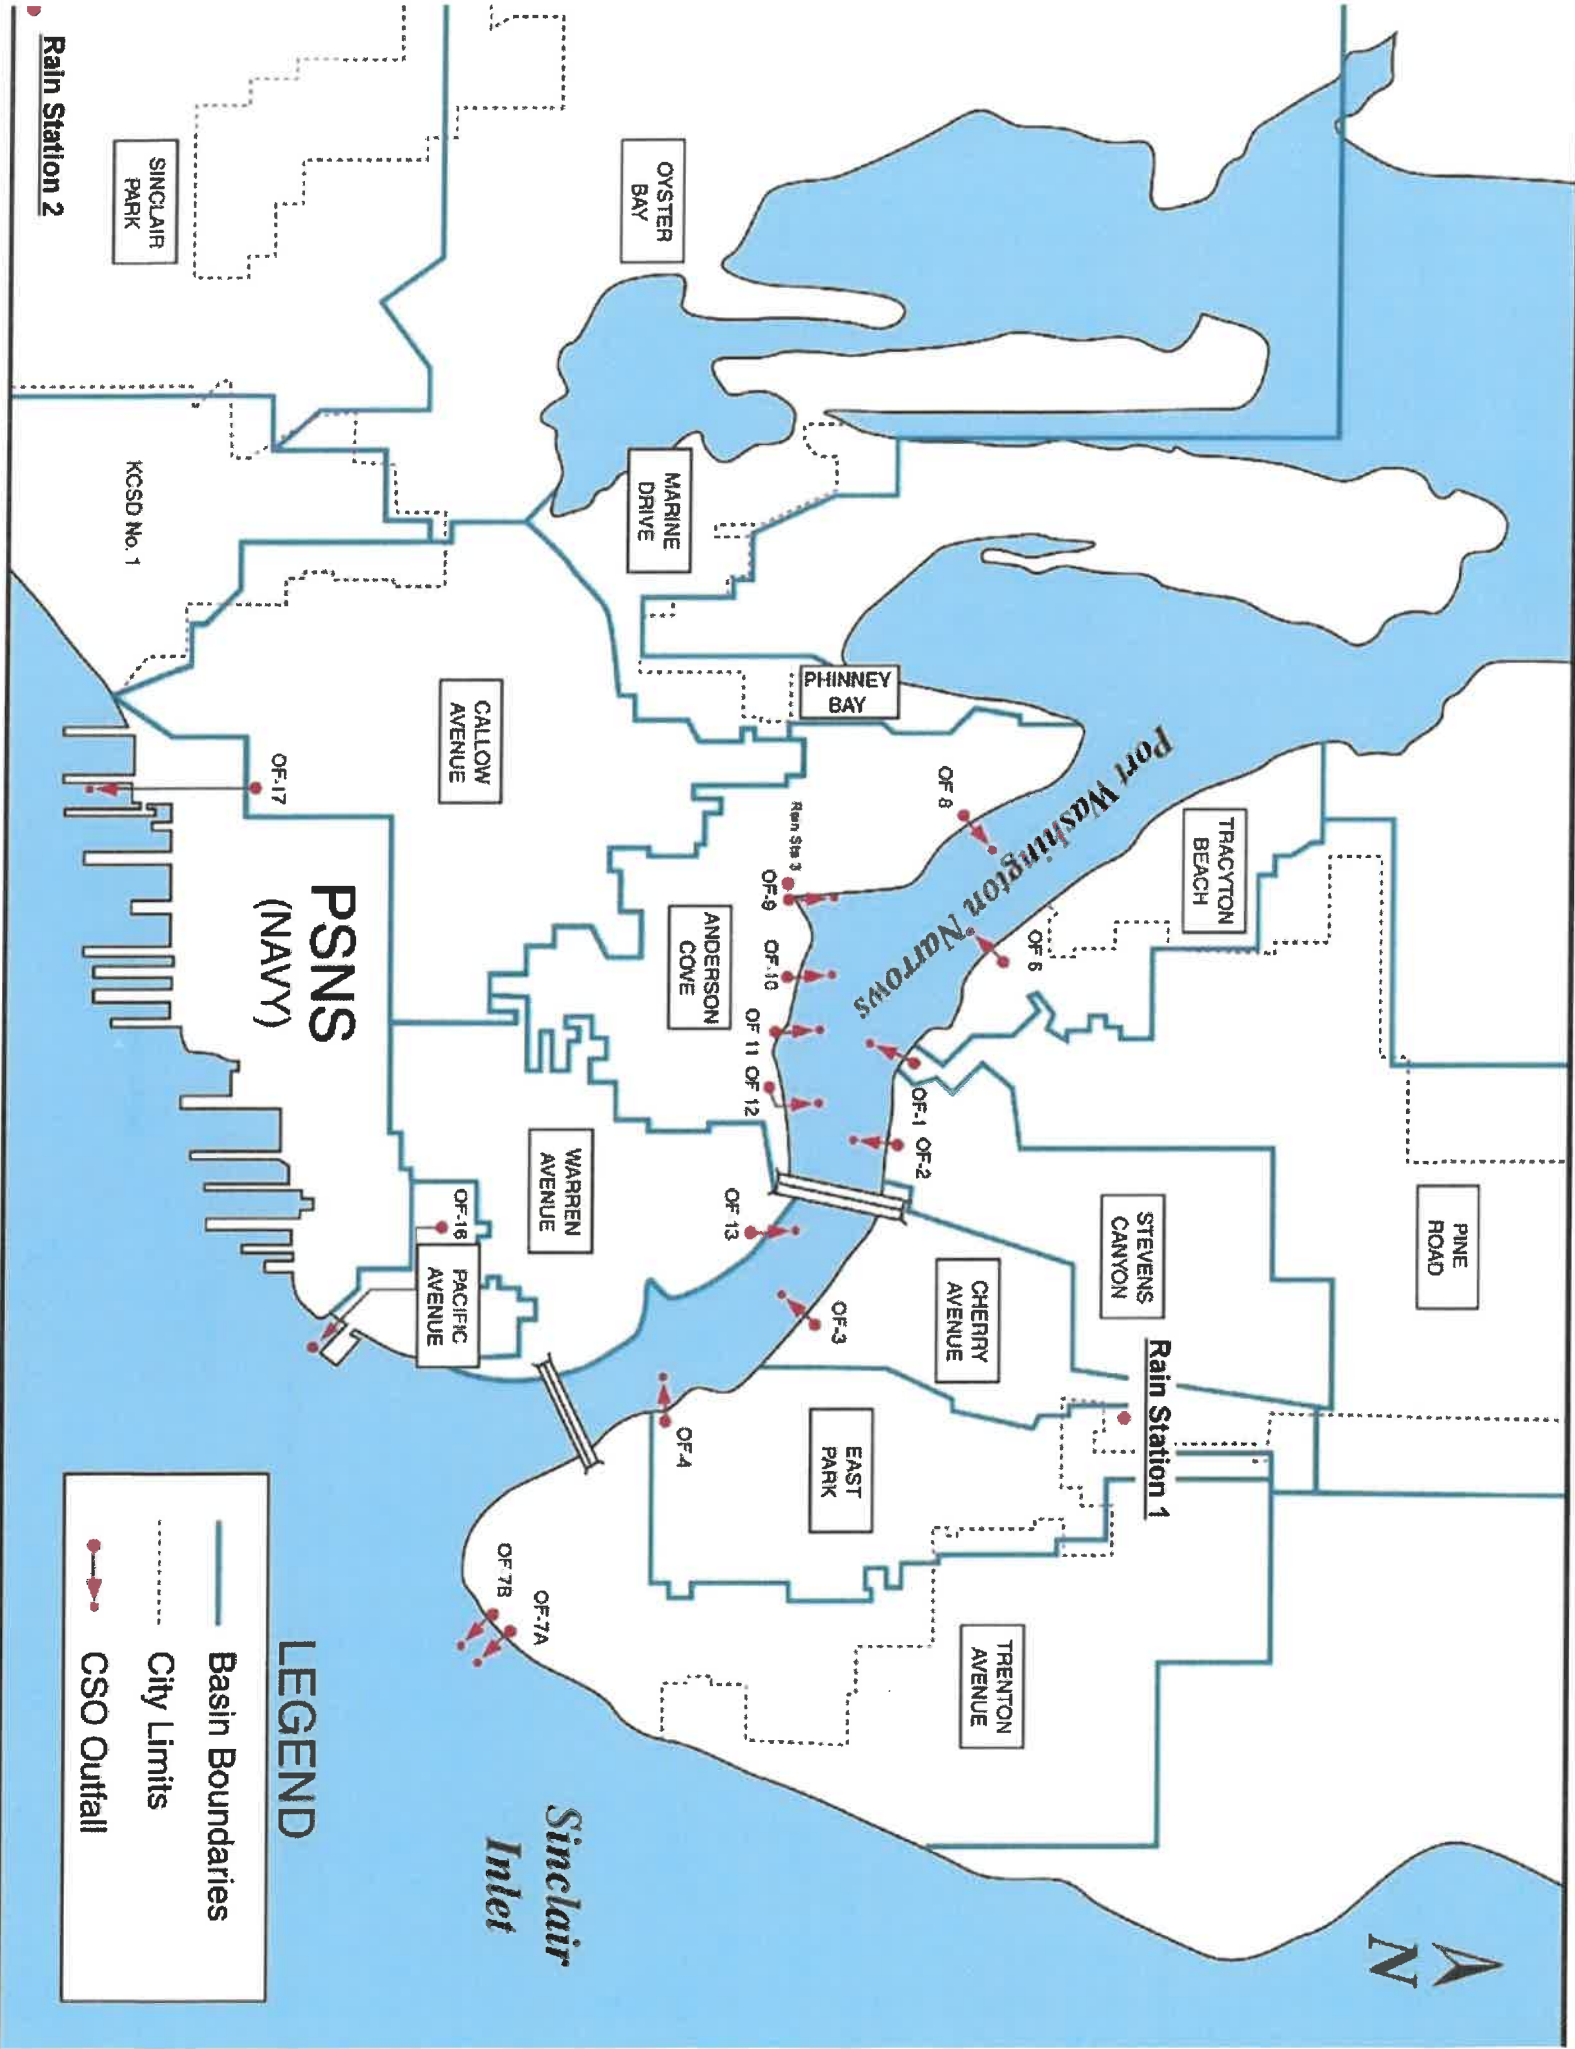 N
PINE
ROAD
TRACYTON
BEACH
STEVENS
CANYON
Rain Station 1
Port Washington Narrows
OF 6
OF 8
OF-1
OF-2
CHERRY
AVENUE
TRENTON
AVENUE
PHINNEY
BAY
Rain Sta 3
OF-9
OF-10
OF 11
OF 12
OF 13
OF-3
EAST
PARK
OYSTER
BAY
MARINE
DRIVE
ANDERSON
COVE
OF-4
WARREN
AVENUE
CALLOW
AVENUE
OF-7A
OF-7B
Sinclair
Inlet
OF-16
PACIFIC
AVENUE
PSNS
(NAVY)
OF-17
SINCLAIR
PARK
KCSD No. 1
Rain Station 2
LEGEND
Basin Boundaries
City Limits
CSO Outfall